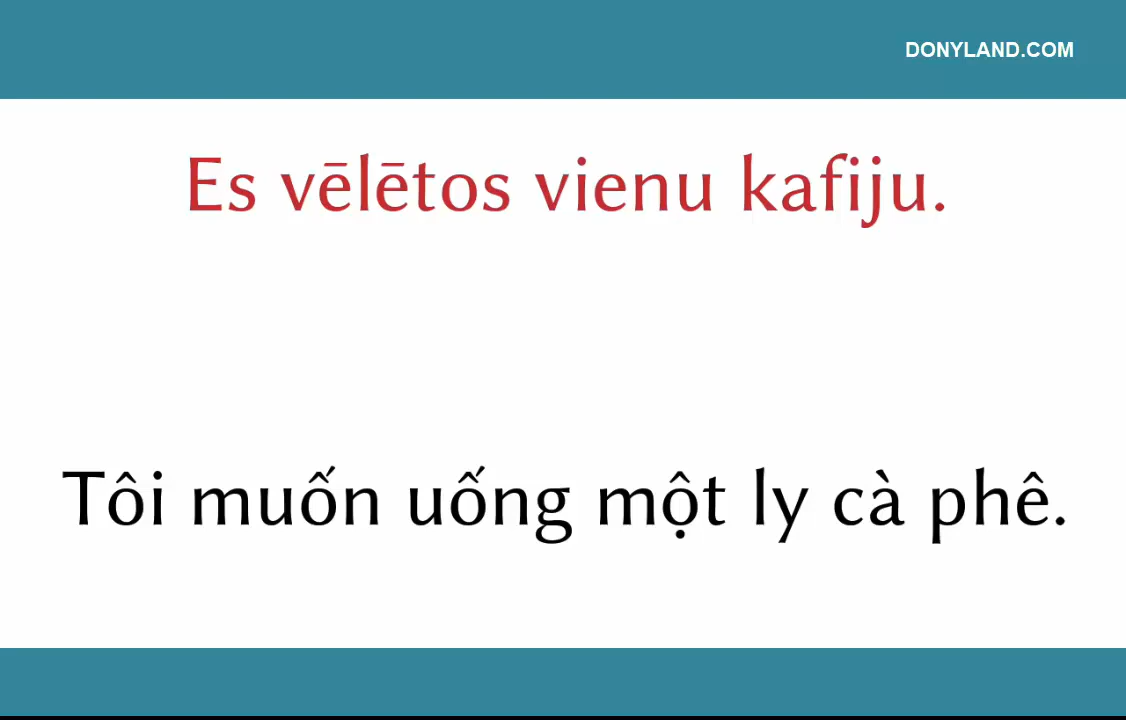 DONYLAND.COM
Es vēlētos vienu kafiju.
Tôi muốn uống một ly cà phê.